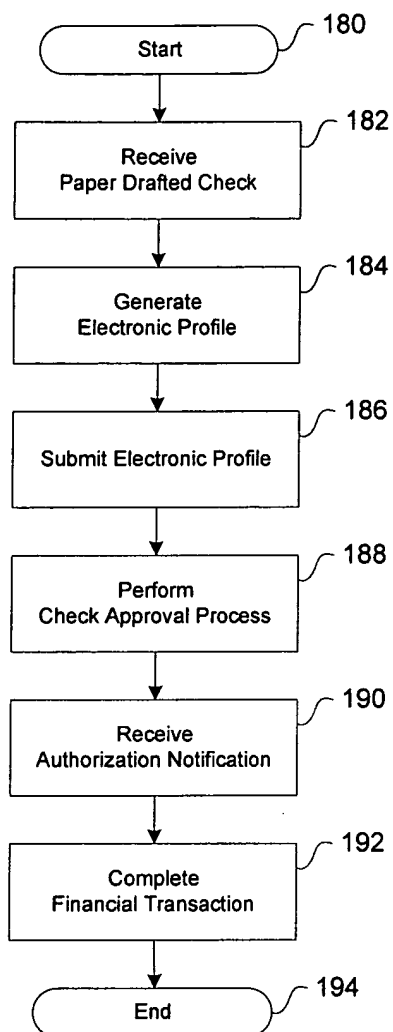 Start
180
182
Receive
Paper Drafted Check
184
Generate
Electronic Profile
186
Submit Electronic Profile
188
Perform
Check Approval Process
190
Receive
Authorization Notification
192
Complete
Financial Transaction
194
End